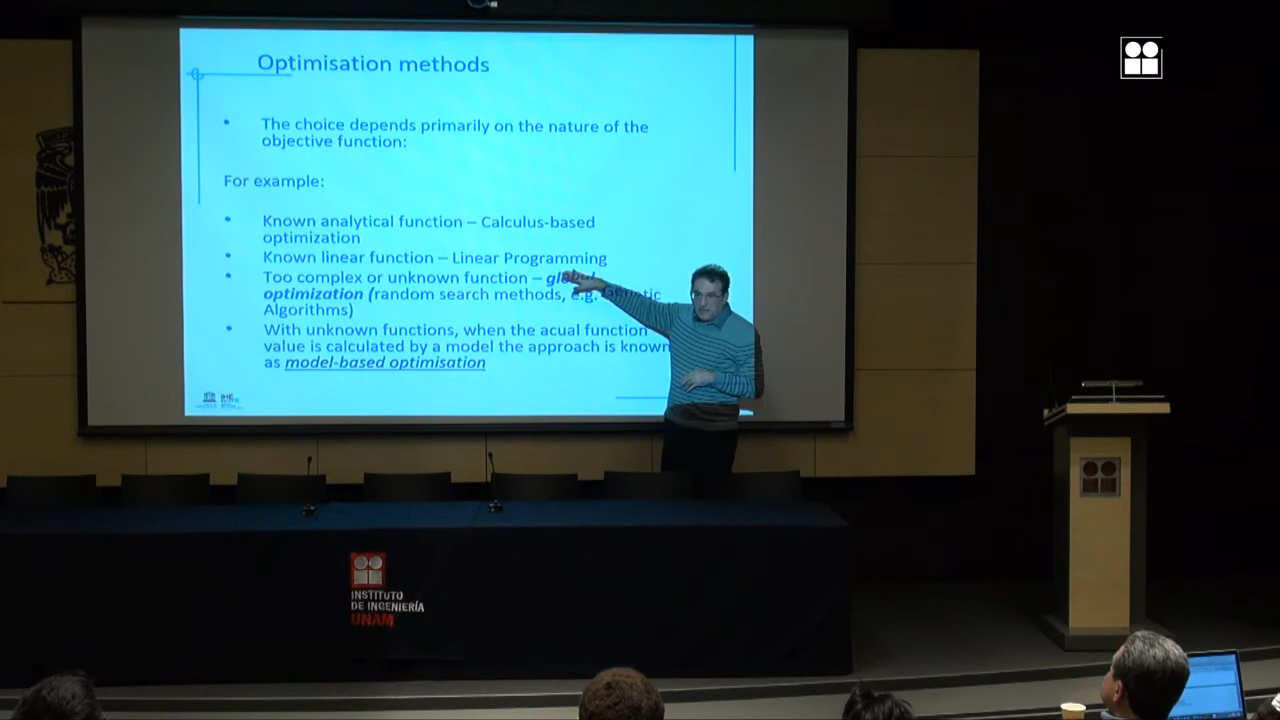 Optimisation methods
• The choice depends primarily on the nature of the
objective function:
For example:
• Known analytical function – Calculus-based
optimization
• Known linear function – Linear Programming
• Too complex or unknown function – global
optimization (random search methods, e.g. Genetic
Algorithms)
• With unknown functions, when the acual function
value is calculated by a model the approach is known
as model-based optimisation
INSTITUTO
DE INGENIERÍA
UNAM